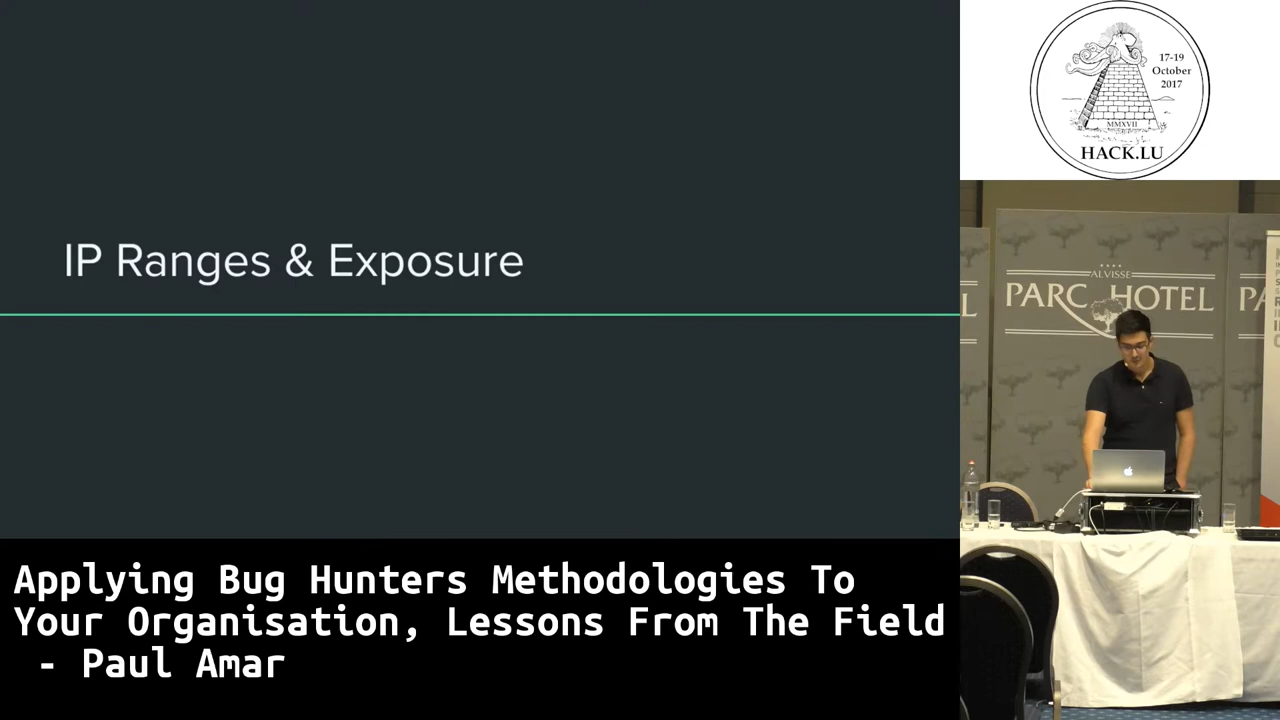 IP Ranges & Exposure
Applying Bug Hunters Methodologies To
Your Organisation, Lessons From The Field
- Paul Amar
17-19
October
2017
MMXVII
HACK.LU
ALVISSE
PARC HOTEL
L
PA